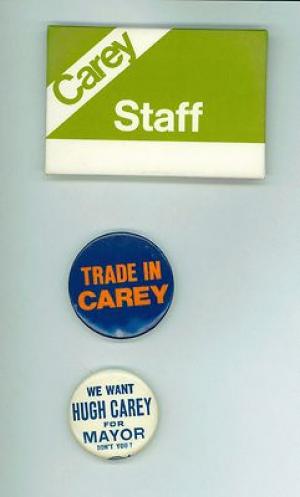 Carey
Staff
TRADE IN
CAREY
WE WANT
HUGH CAREY
FOR
MAYOR
DON'T YOU?